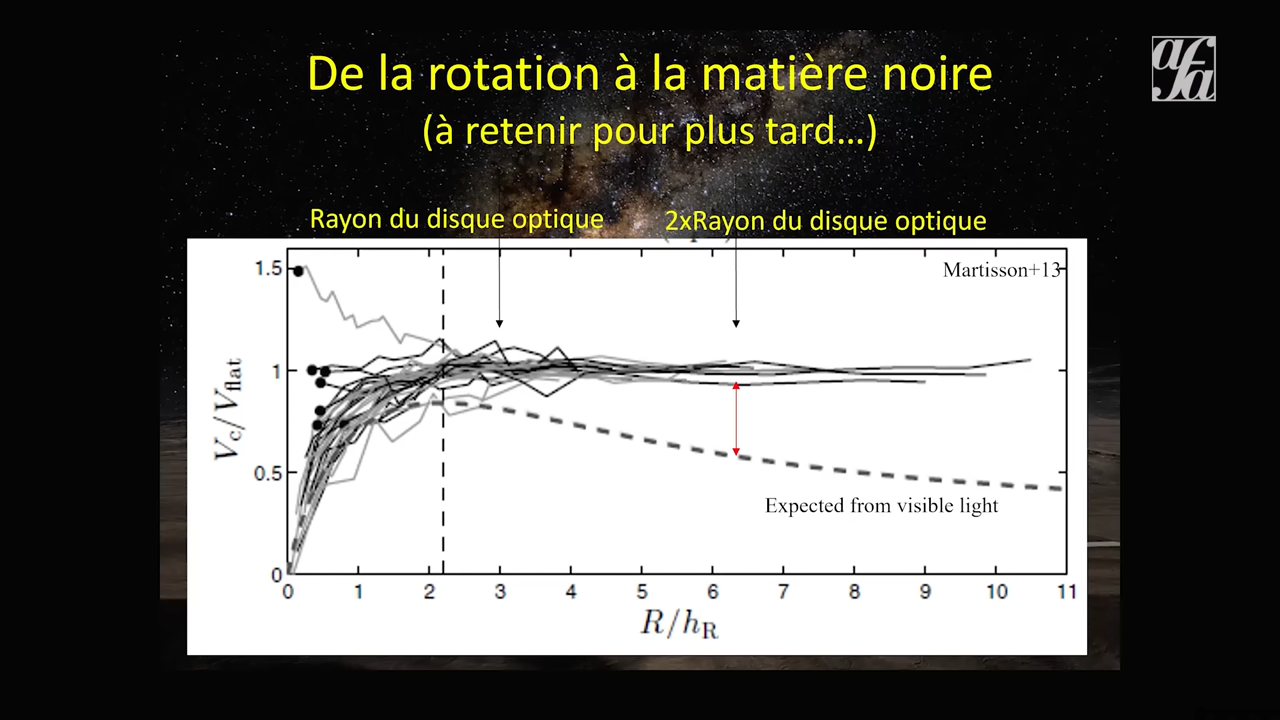 De la rotation à la matière noire
(à retenir pour plus tard...)
afa
Rayon du disque optique
2xRayon du disque optique
Martisson+13
1.5
1
0.5
0
Vc/Vflat
Expected from visible light
0 1 2 3 4 5 6 7 8 9 10 11
R/hR